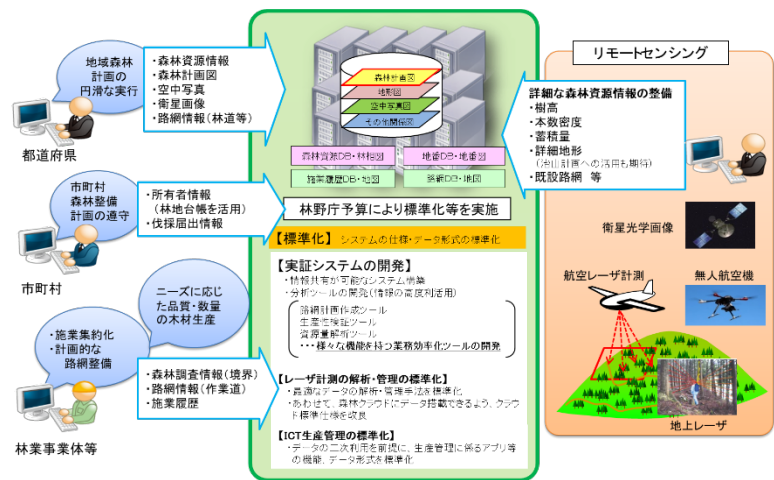 地域森林
計画の
円滑な実行
都道府県
・森林資源情報
・森林計画図
・空中写真
・衛星画像
・路網情報(林道等)
市町村
森林整備
計画の遵守
市町村
・所有者情報
(林地台帳を活用)
・伐採届出情報
ニーズに応じ
た品質・数量
の木材生産
・施業集約化
・計画的な
路網整備
林業事業体等
・森林調査情報(境界)
・路網情報(作業道)
・施業履歴
森林計画図
地形図
空中写真図
その他関係図
森林資源DB・林相図
地番DB・地番図
施業履歴DB・地図
路網DB・地図
林野庁予算により標準化等を実施
【標準化】 システムの仕様・データ形式の標準化
【実証システムの開発】
・情報共有が可能なシステム構築
・分析ツールの開発(情報の高度利活用)
路網計画作成ツール
生産性検証ツール
資源量解析ツール
・・・様々な機能を持つ業務効率化ツールの開発
【レーザ計測の解析・管理の標準化】
・最適なデータの解析・管理手法を標準化
・あわせて、森林クラウドにデータ搭載できるよう、クラウ
ド標準仕様を改良
【ICT生産管理の標準化】
・データの二次利用を前提に、生産管理に係るアプリ等
の機能、データ形式を標準化
リモートセンシング
詳細な森林資源情報の整備
・樹高
・本数密度
・蓄積量
・詳細地形
(治山計画への活用も期待)
・既設路網 等
衛星光学画像
航空レーザ計測
無人航空機
地上レーザ